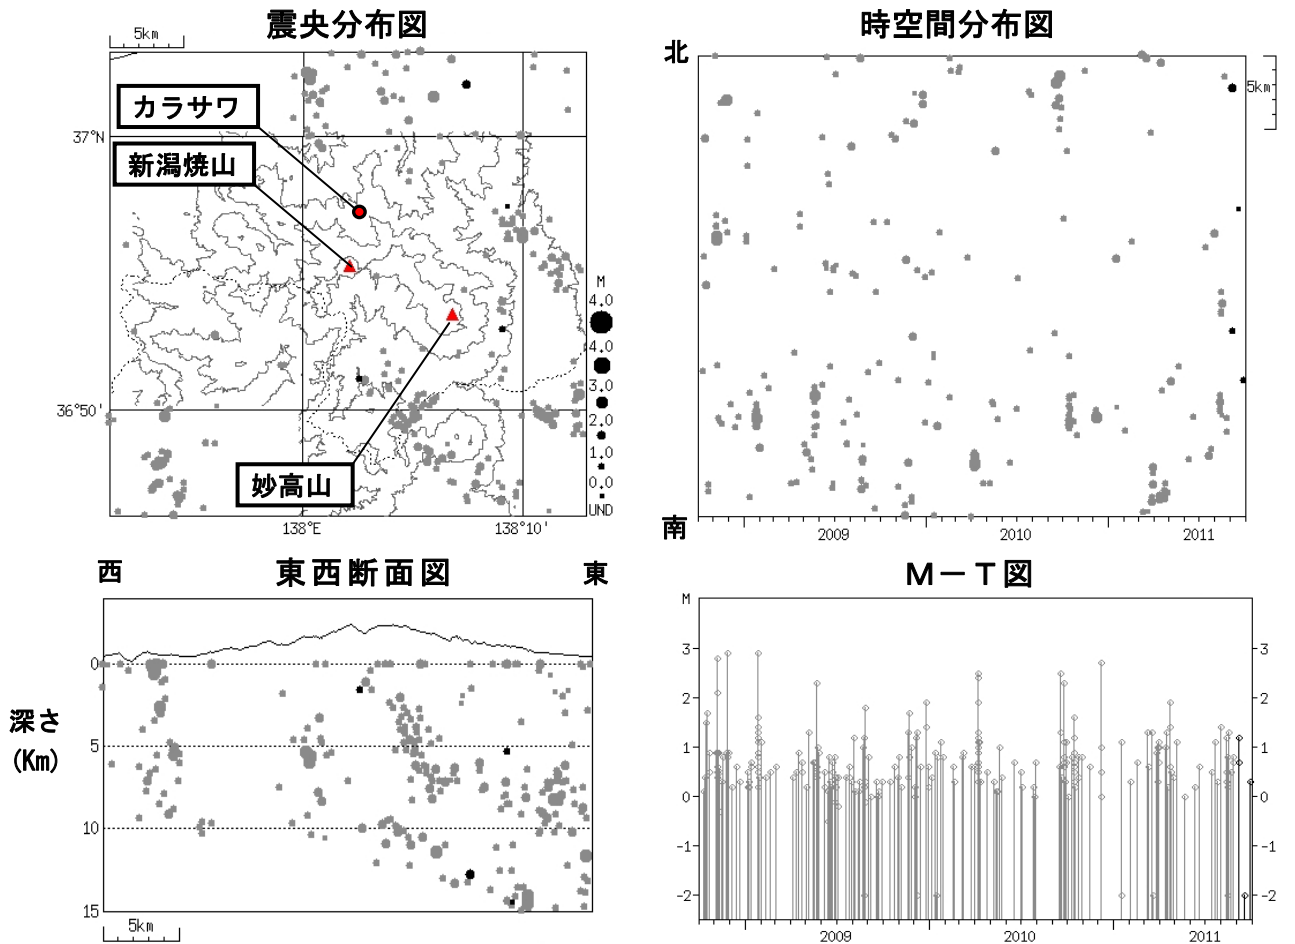 震央分布図
5km
カラサワ
新潟焼山
37°N
36°50'
妙高山
138°E
138°10'
M
4.0
4.0
3.0
2.0
1.0
0.0
UND
時空間分布図
北
5km
南
2009
2010
2011
西
東西断面図
東
深さ
(Km)
0
5
10
15
5km
M－T図
M
3
2
1
0
-1
-2
3
2
1
0
-1
-2
2009
2010
2011